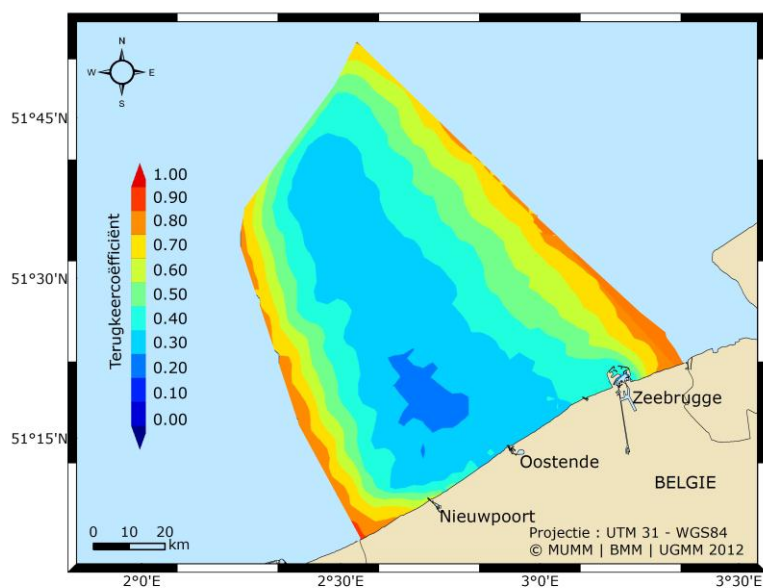 N
W E
S
51°45'N
51°30'N
51°15'N
Terugkeercoëfficiënt
1.00
0.90
0.80
0.70
0.60
0.50
0.40
0.30
0.20
0.10
0.00
Zeebrugge
Oostende
BELGIE
Nieuwpoort
0 10 20
km
Projectie : UTM 31 - WGS84
© MUMM | BMM | UGMM 2012
2°0'E 2°30'E 3°0'E 3°30'E